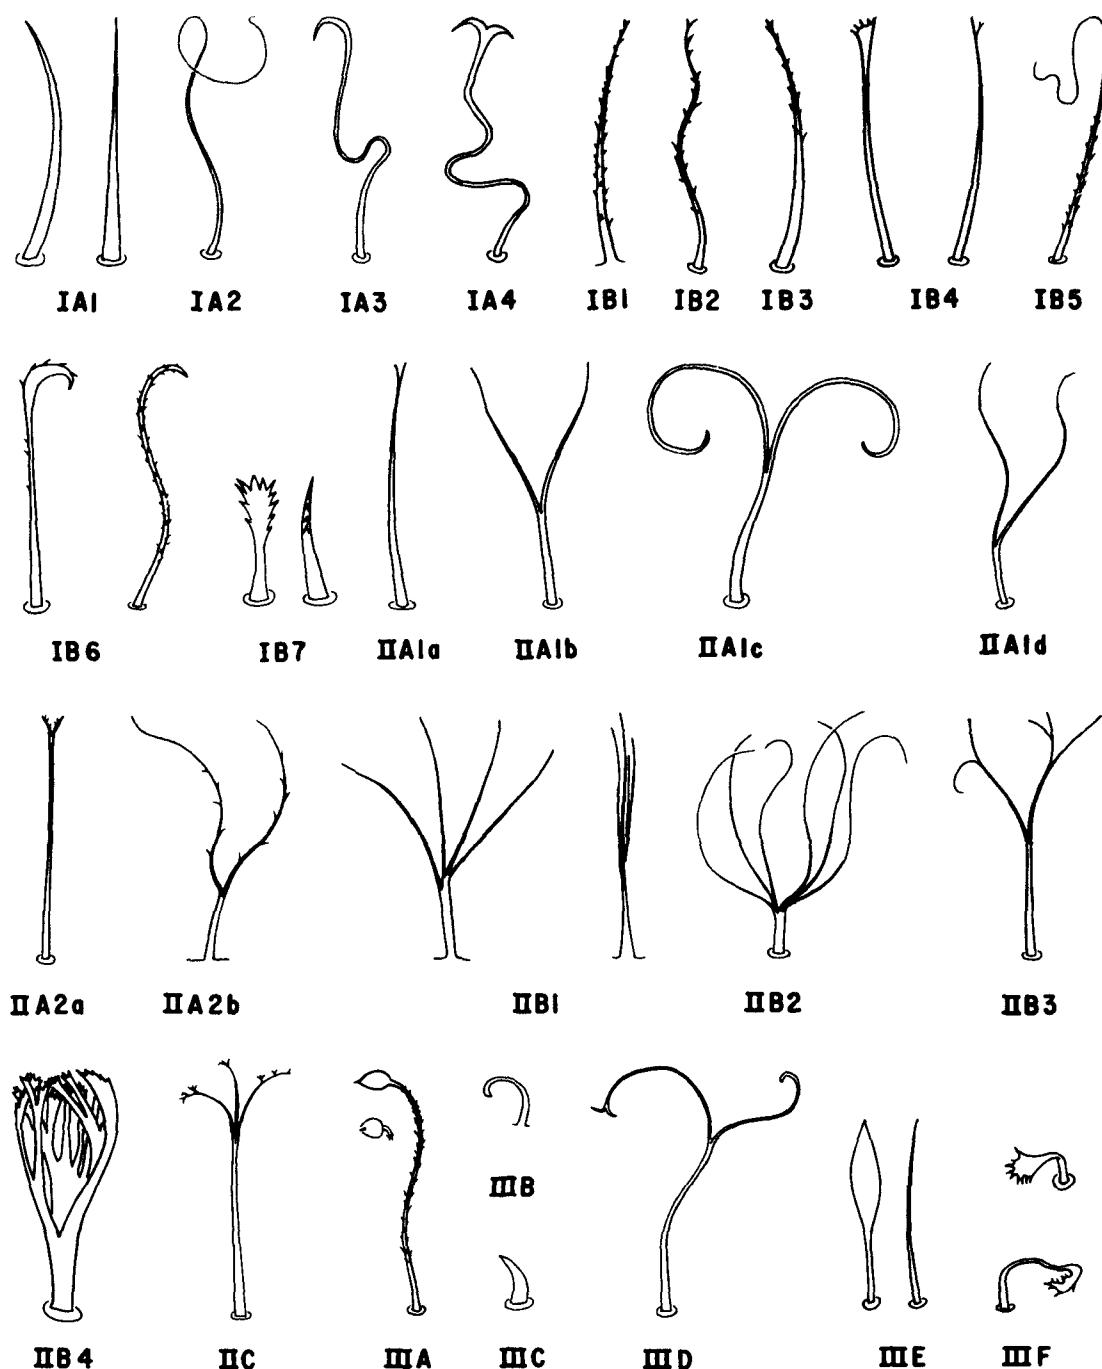 IA1 IA2 IA3 IA4 IB1 IB2 IB3 IB4 IB5
IB6 IB7 IIA1a IIA1b IIA1c IIA1d
IIA2a IIA2b IIB1 IIB2 IIB3
IIIB
IIB4 IIC IIIA IIIC IIID IIIE IIIF